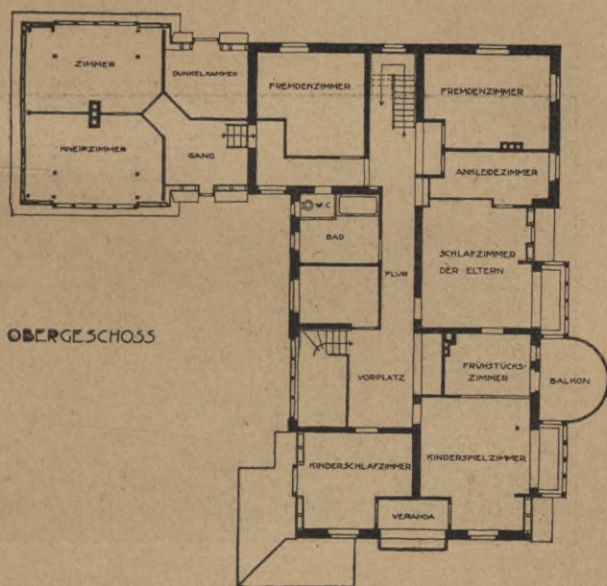 ZIMMER
DUNKELKAMMER
FREMDENZIMMER
FREMDENZIMMER
KNEIPZIMMER
GANG
ANKLEIDEZIMMER
W.C
BAD
SCHLAFZIMMER
DER ELTERN
FLUR
OBERGESCHOSS
VORPLATZ
FRÜHSTÜCKS-
ZIMMER
BALKON
KINDERSCHLAFZIMMER
KINDERSPIELZIMMER
VERANDA